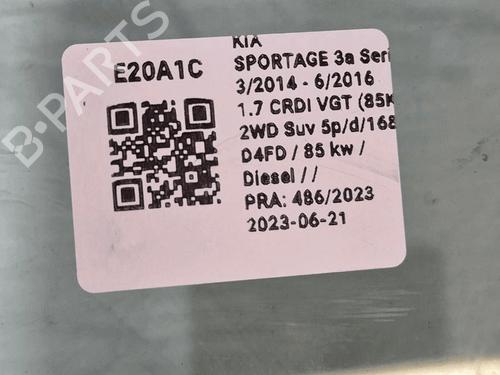 E20A1C
KIA
SPORTAGE 3a Seri
3/2014 - 6/2016
1.7 CRDI VGT (85K
2WD Suv 5p/d/168
D4FD / 85 kw /
Diesel / /
PRA: 486/2023
2023-06-21
B-PARTS